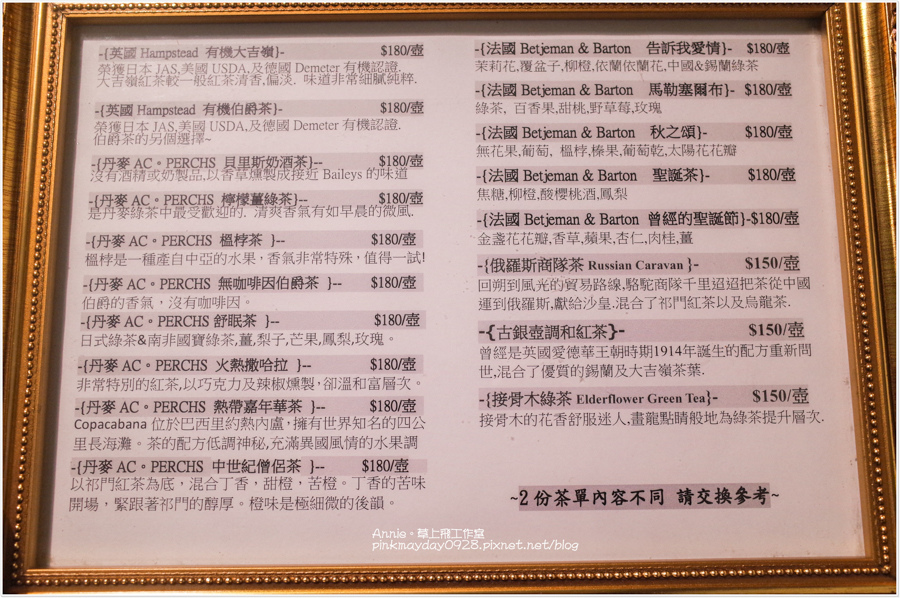 -{英國 Hampstead 有機大吉嶺}- $180/壺
榮獲日本 JAS,美國 USDA,及德國 Demeter 有機認證.
大吉嶺紅茶較一般紅茶清香,偏淡. 味道非常細膩純粹.
-{英國 Hampstead 有機伯爵茶}- $180/壺
榮獲日本 JAS,美國 USDA,及德國 Demeter 有機認證.
伯爵茶的另個選擇~
-{丹麥 AC。PERCHS 貝里斯奶酒茶}-- $180/壺
沒有酒精或奶製品,以香草燻製成接近 Baileys 的味道
-{丹麥 AC。PERCHS 檸檬薑綠茶}-- $180/壺
是丹麥綠茶中最受歡迎的. 清爽香氣有如早晨的微風.
-{丹麥 AC。PERCHS 榲桲茶 }-- $180/壺
榲桲是一種產自中亞的水果，香氣非常特殊，值得一試!
-{丹麥 AC。PERCHS 無咖啡因伯爵茶 }-- $180/壺
伯爵的香氣，沒有咖啡因。
-{丹麥 AC。PERCHS 舒眠茶 }-- $180/壺
日式綠茶&南非國寶綠茶,薑,梨子,芒果,鳳梨,玫瑰。
-{丹麥 AC。PERCHS 火熱撒哈拉 }-- $180/壺
非常特別的紅茶,以巧克力及辣椒燻製，卻溫和富層次。
-{丹麥 AC。PERCHS 熱帶嘉年華茶 }-- $180/壺
Copacabana 位於巴西里約熱內盧，擁有世界知名的四公
里長海灘。茶的配方低調神秘,充滿異國風情的水果調
-{丹麥 AC。PERCHS 中世紀僧侶茶 }-- $180/壺
以祁門紅茶為底，混合丁香，甜橙，苦橙。丁香的苦味
開場，緊跟著祁門的醇厚。橙味是極細微的後韻。
-{法國 Betjeman & Barton 告訴我愛情}- $180/壺
茉莉花,覆盆子,柳橙,依蘭依蘭花,中國&錫蘭綠茶
-{法國 Betjeman & Barton 馬勒塞爾布}- $180/壺
綠茶, 百香果,甜桃,野草莓,玫瑰
-{法國 Betjeman & Barton 秋之頌}- $180/壺
無花果,葡萄, 榲桲,榛果,葡萄乾,太陽花花瓣
-{法國 Betjeman & Barton 聖誕茶}- $180/壺
焦糖,柳橙,酸櫻桃酒,鳳梨
-{法國 Betjeman & Barton 曾經的聖誕節}-$180/壺
金盞花花瓣,香草,蘋果,杏仁,肉桂,薑
-{俄羅斯商隊茶 Russian Caravan }- $150/壺
回朔到風光的貿易路線,駱駝商隊千里迢迢把茶從中國
運到俄羅斯,獻給沙皇.混合了祁門紅茶以及烏龍茶.
-{古銀壺調和紅茶}- $150/壺
曾經是英國愛德華王朝時期1914年誕生的配方重新問
世,混合了優質的錫蘭及大吉嶺茶葉.
-{接骨木綠茶 Elderflower Green Tea}- $150/壺
接骨木的花香舒服迷人,畫龍點睛般地為綠茶提升層次.
~2 份茶單內容不同 請交換參考~
Annie。草上飛工作室
pinkmayday0928.pixnet.net/blog